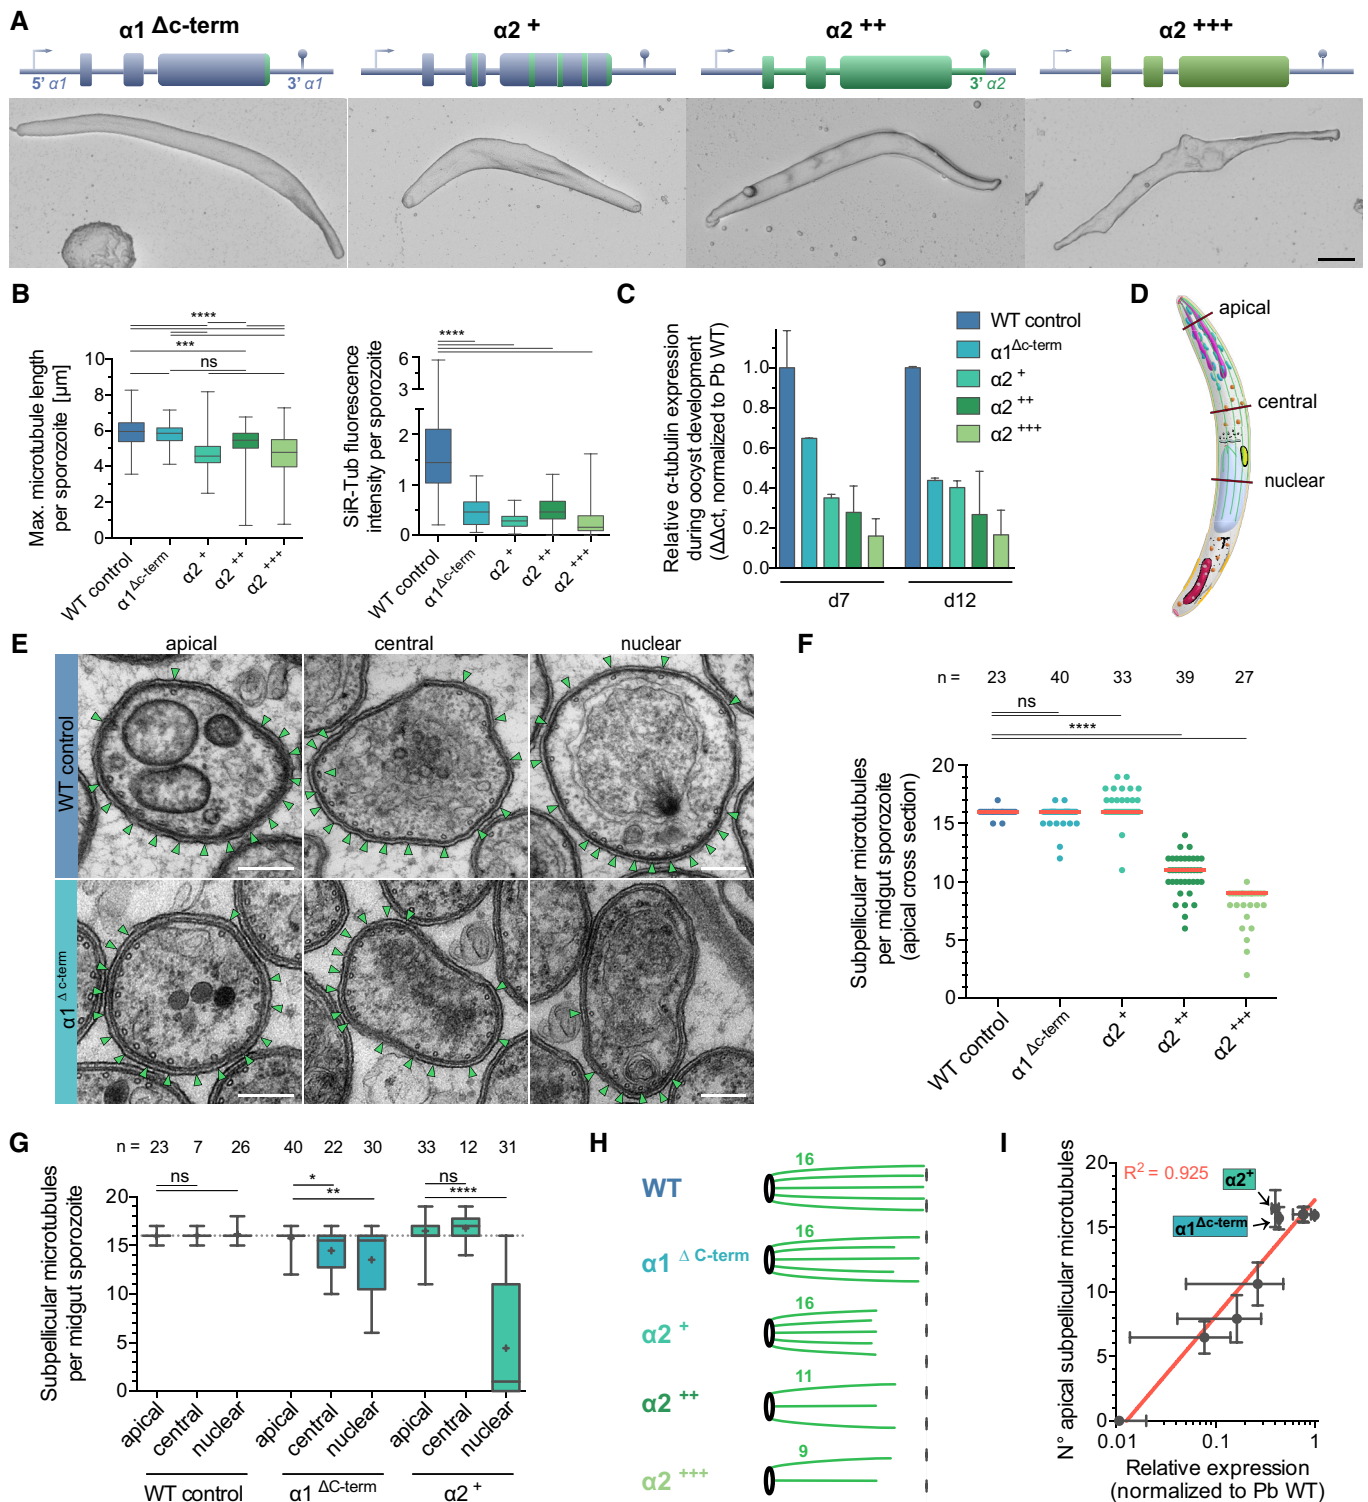 A
α1 Δc-term
α2 +
α2 ++
α2 +++
5' α1
3' α1
3' α2
B
Max. microtubule length
per sporozoite [µm]
10
8
6
4
2
0
****
***
ns
WT control
α1Δc-term
α2 +
α2 ++
α2 +++
SiR-Tub fluorescence
intensity per sporozoite
6
3
2
1
0
****
WT control
α1Δc-term
α2 +
α2 ++
α2 +++
C
Relative α-tubulin expression
during oocyst development
(ΔΔct, normalized to Pb WT)
1.0
0.8
0.6
0.4
0.2
0.0
d7
d12
WT control
α1Δc-term
α2 +
α2 ++
α2 +++
D
apical
central
nuclear
E
apical
central
nuclear
WT control
α1 Δ c-term
F
n =
23
40
33
39
27
ns
****
Subpellicular microtubules
per midgut sporozoite
(apical cross section)
20
15
10
5
0
WT control
α1 Δc-term
α2 +
α2 ++
α2 +++
G
n = 23 7 26 40 22 30 33 12 31
ns
*
**
ns
****
Subpellicular microtubules
per midgut sporozoite
20
15
10
5
0
apical
central
nuclear
apical
central
nuclear
apical
central
nuclear
WT control
α1 ΔC-term
α2 +
H
WT
16
α1 Δ C-term
16
α2 +
16
α2 ++
11
α2 +++
9
I
N° apical subpellicular microtubules
20
15
10
5
0
R2 = 0.925
α2+
α1Δc-term
0.01
0.1
1
Relative expression
(normalized to Pb WT)